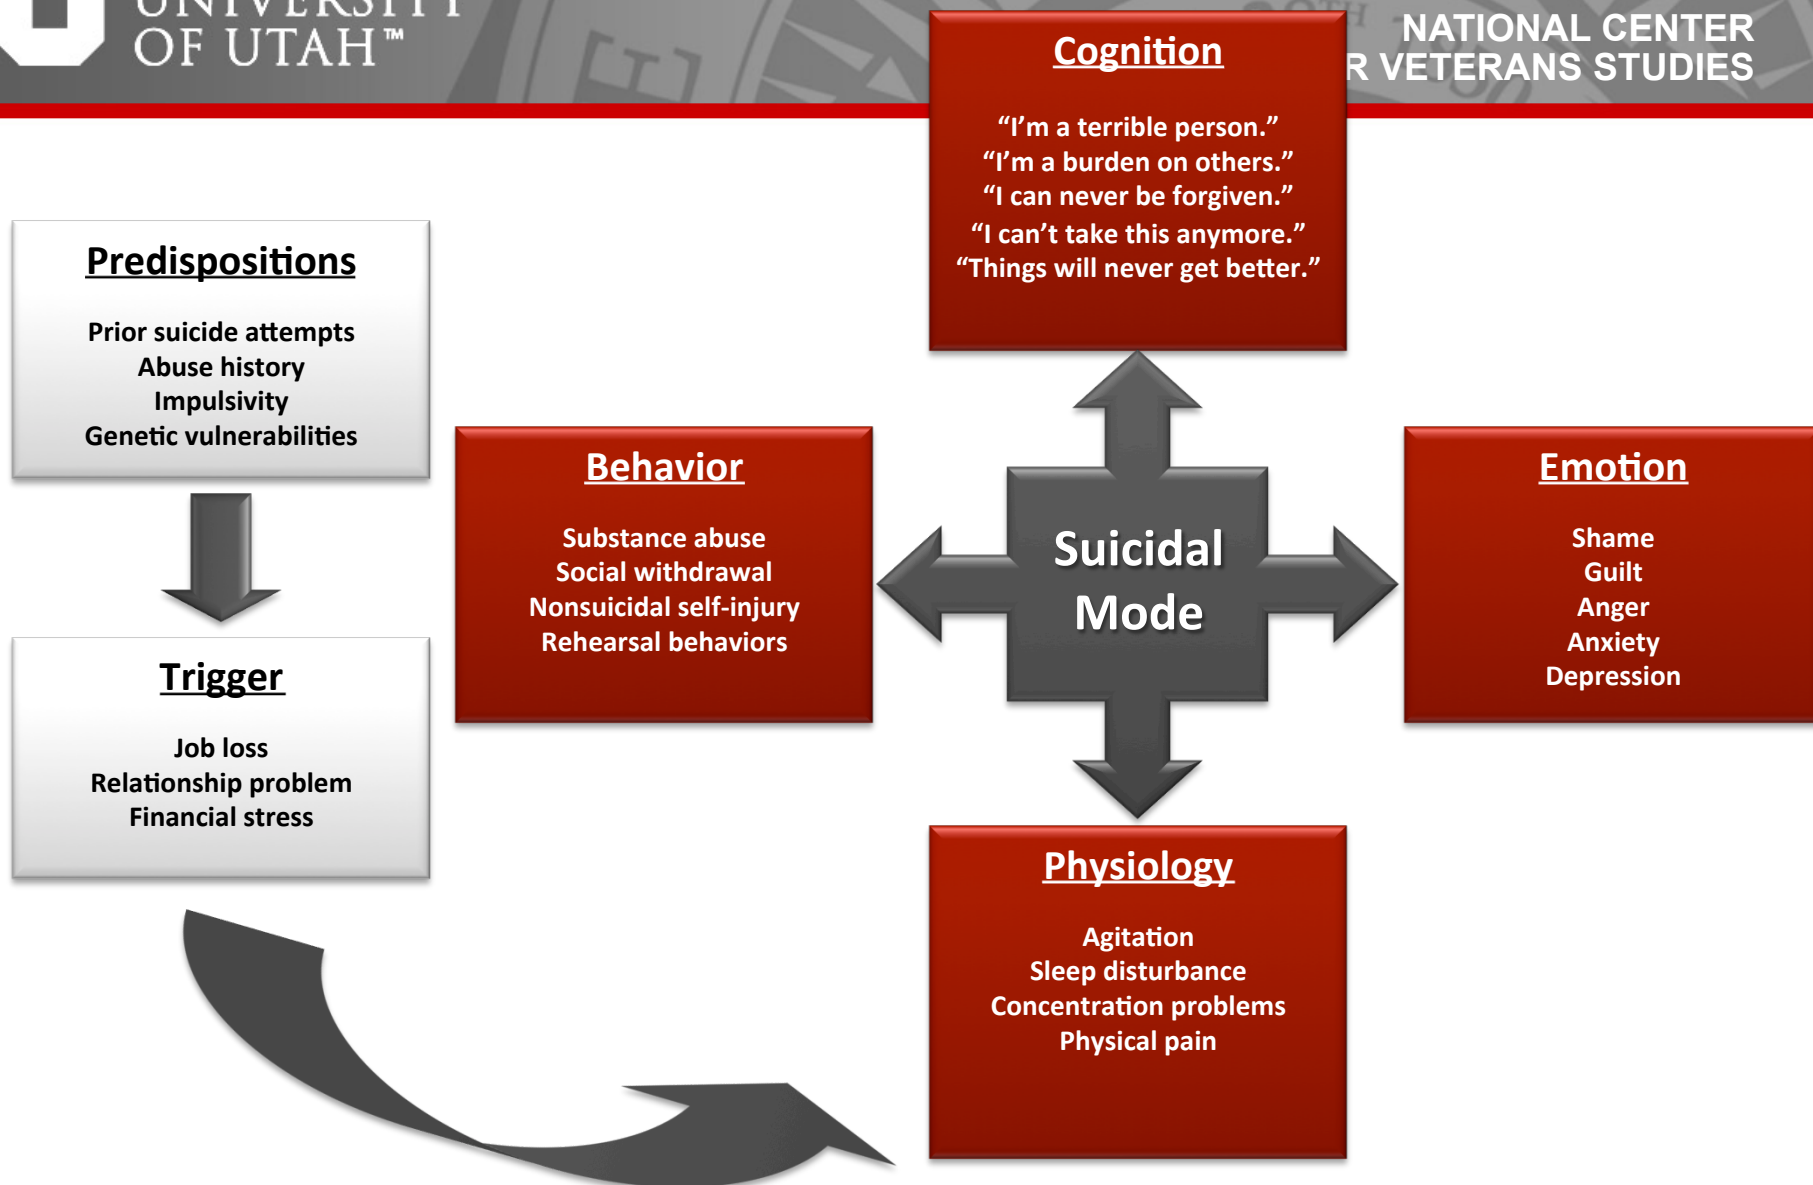 UNIVERSITY
OF UTAH™
NATIONAL CENTER
R VETERANS STUDIES
Cognition
“I’m a terrible person.”
“I’m a burden on others.”
“I can never be forgiven.”
“I can’t take this anymore.”
“Things will never get better.”
Predispositions
Prior suicide attempts
Abuse history
Impulsivity
Genetic vulnerabilities
Trigger
Job loss
Relationship problem
Financial stress
Behavior
Substance abuse
Social withdrawal
Nonsuicidal self-injury
Rehearsal behaviors
Suicidal
Mode
Emotion
Shame
Guilt
Anger
Anxiety
Depression
Physiology
Agitation
Sleep disturbance
Concentration problems
Physical pain